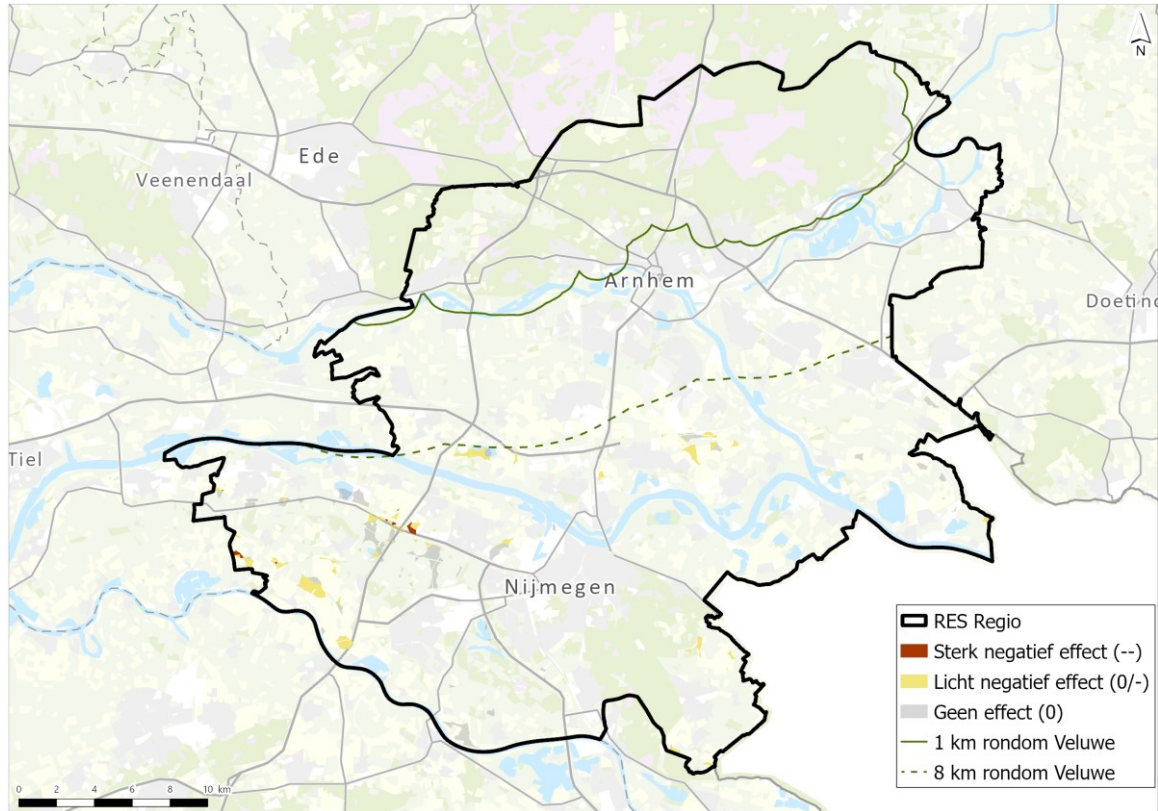 N
Ede
Veenendaal
Arnhem
Doetinc
Tiel
Nijmegen
RES Regio
Sterk negatief effect (--)
Licht negatief effect (0/-)
Geen effect (0)
1 km rondom Veluwe
8 km rondom Veluwe
0 2 4 6 8 10 km